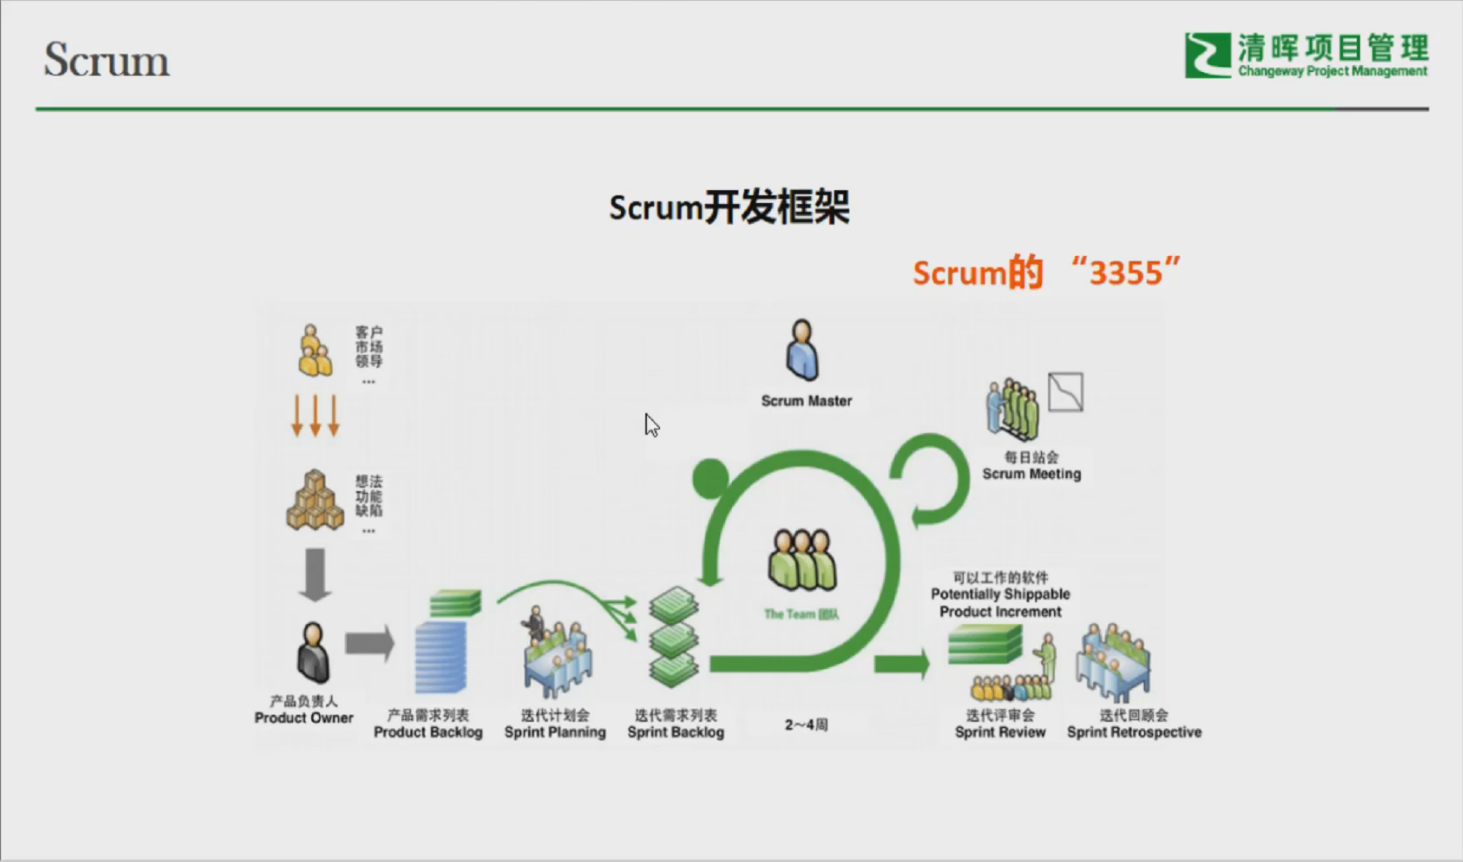 Scrum
清晖项目管理
Changeway Project Management
Scrum开发框架
Scrum的 “3355”
客户
市场
领导
...
Scrum Master
每日站会
Scrum Meeting
想法
功能
缺陷
...
The Team 团队
可以工作的软件
Potentially Shippable
Product Increment
产品负责人
Product Owner
产品需求列表
Product Backlog
迭代计划会
Sprint Planning
迭代需求列表
Sprint Backlog
2～4周
迭代评审会
Sprint Review
迭代回顾会
Sprint Retrospective